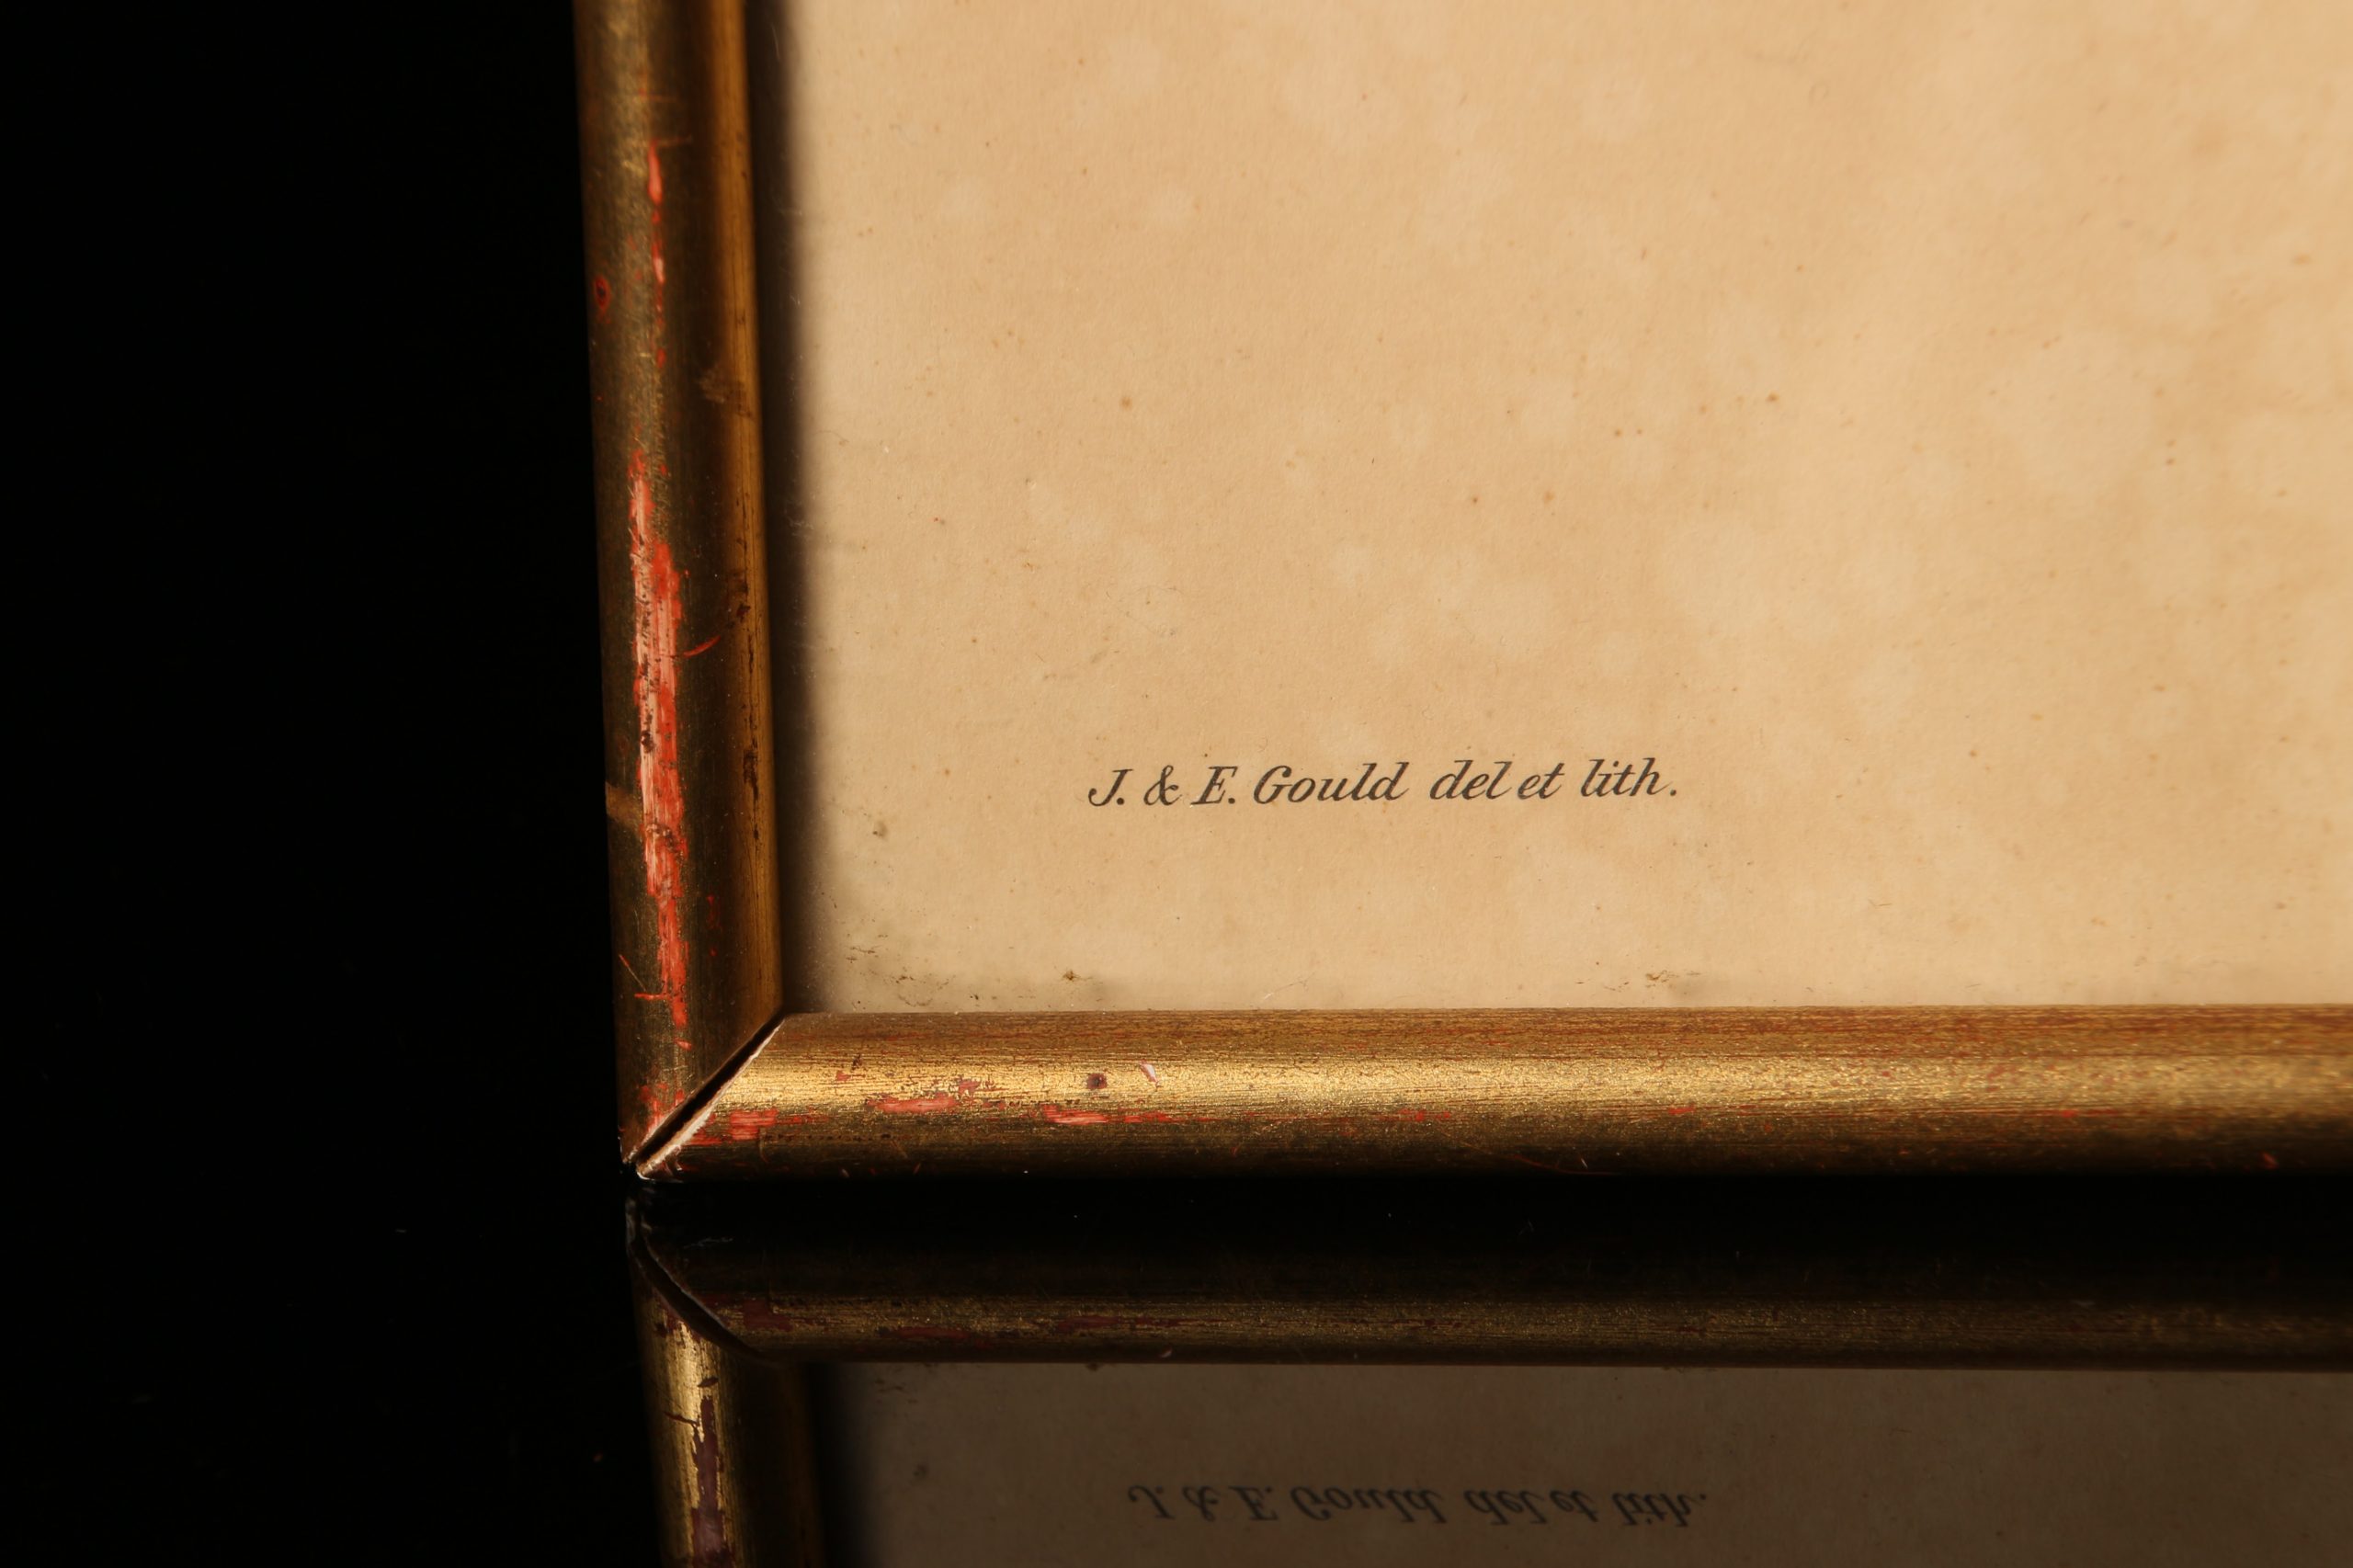 J. & E. Gould del et lith.